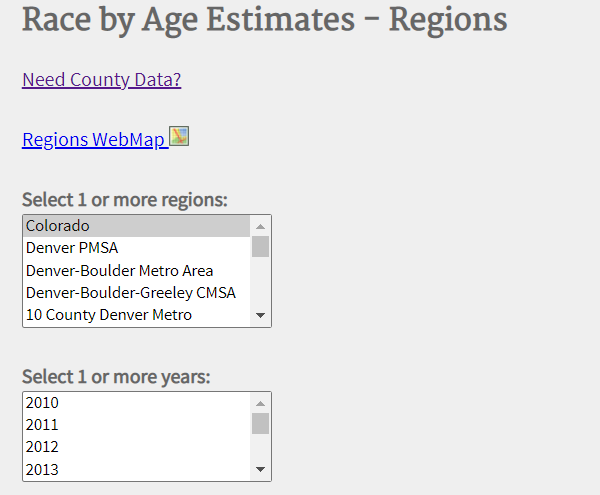 Race by Age Estimates - Regions
Need County Data?
Regions WebMap
Select 1 or more regions:
Colorado
Denver PMSA
Denver-Boulder Metro Area
Denver-Boulder-Greeley CMSA
10 County Denver Metro
Select 1 or more years:
2010
2011
2012
2013